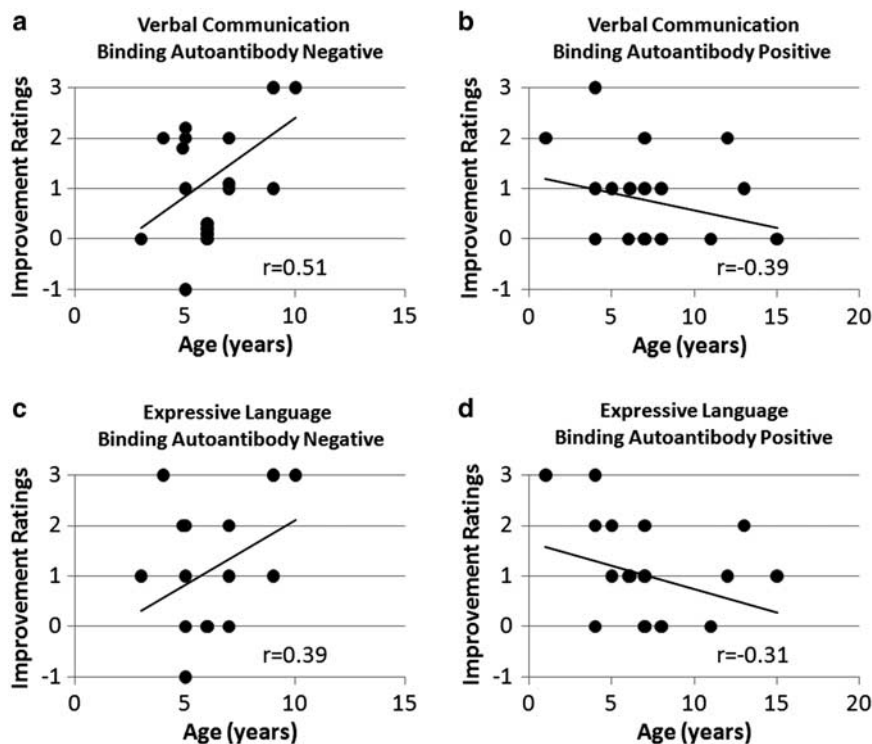 a
Verbal Communication
Binding Autoantibody Negative
Improvement Ratings
3
2
1
0
-1
r=0.51
0
5
10
15
Age (years)
b
Verbal Communication
Binding Autoantibody Positive
Improvement Ratings
3
2
1
0
-1
r=-0.39
0
5
10
15
20
Age (years)
c
Expressive Language
Binding Autoantibody Negative
Improvement Ratings
3
2
1
0
-1
r=0.39
0
5
10
15
Age (years)
d
Expressive Language
Binding Autoantibody Positive
Improvement Ratings
3
2
1
0
-1
r=-0.31
0
5
10
15
20
Age (years)